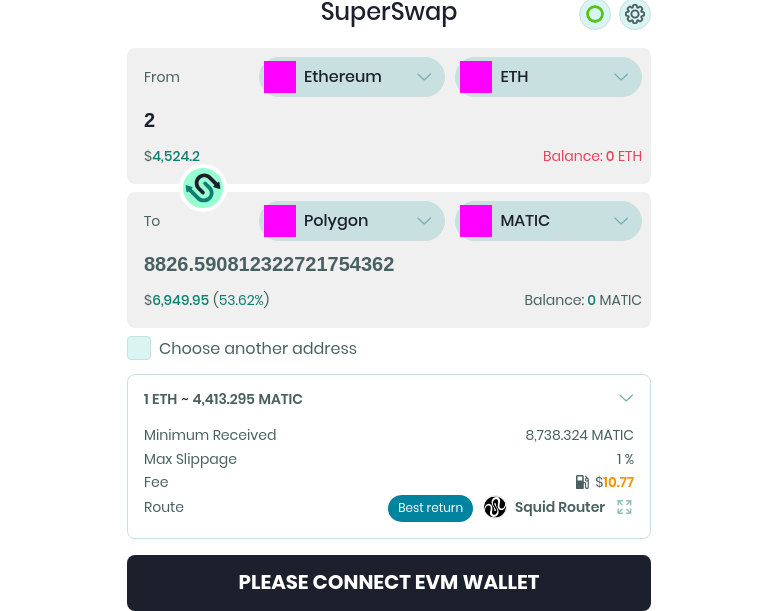 SuperSwap
From Ethereum ETH
2
$4,524.2 Balance: 0 ETH
To Polygon MATIC
8826.590812322721754362
$6,949.95 (53.62%) Balance: 0 MATIC
Choose another address
1 ETH ~ 4,413.295 MATIC
Minimum Received 8,738.324 MATIC
Max Slippage 1 %
Fee $10.77
Route Best return Squid Router
PLEASE CONNECT EVM WALLET